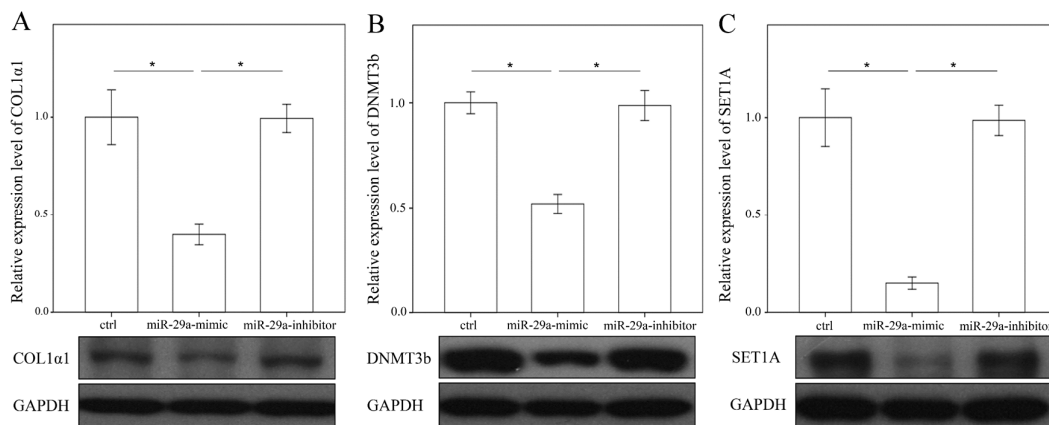 A
Relative expression level of COL1α1
*
*
1.0
0.5
0.0
ctrl miR-29a-mimic miR-29a-inhibitor
COL1α1
GAPDH
B
Relative expression level of DNMT3b
*
*
1.0
0.5
0.0
ctrl miR-29a-mimic miR-29a-inhibitor
DNMT3b
GAPDH
C
Relative expression level of SET1A
*
*
1.0
0.5
0.0
ctrl miR-29a-mimic miR-29a-inhibitor
SET1A
GAPDH